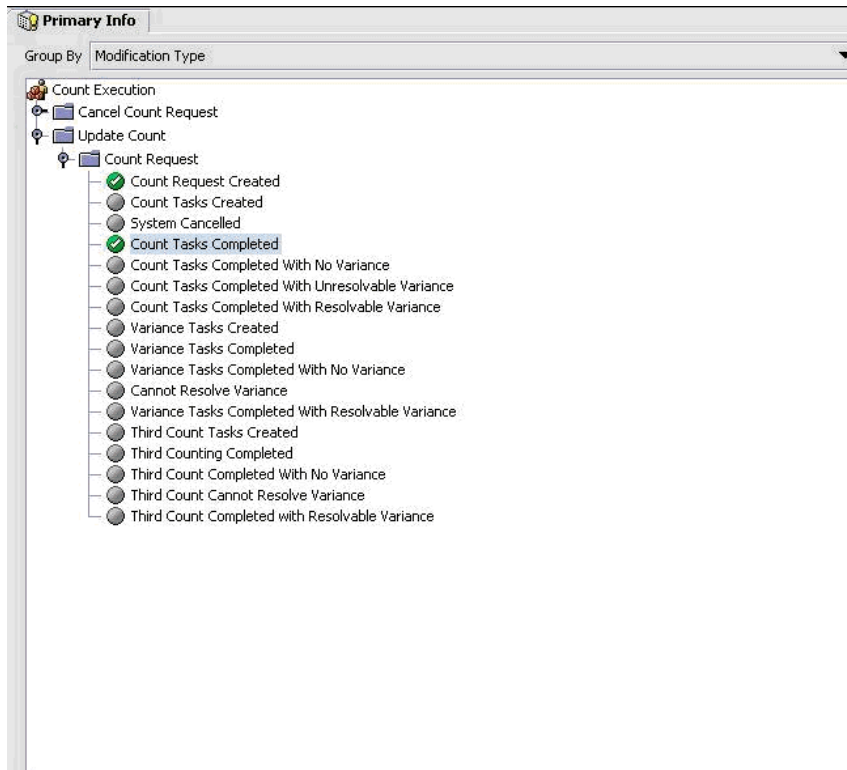 Primary Info
Group By Modification Type
Count Execution
Cancel Count Request
Update Count
Count Request
Count Request Created
Count Tasks Created
System Cancelled
Count Tasks Completed
Count Tasks Completed With No Variance
Count Tasks Completed With Unresolvable Variance
Count Tasks Completed With Resolvable Variance
Variance Tasks Created
Variance Tasks Completed
Variance Tasks Completed With No Variance
Cannot Resolve Variance
Variance Tasks Completed With Resolvable Variance
Third Count Tasks Created
Third Counting Completed
Third Count Completed With No Variance
Third Count Cannot Resolve Variance
Third Count Completed with Resolvable Variance